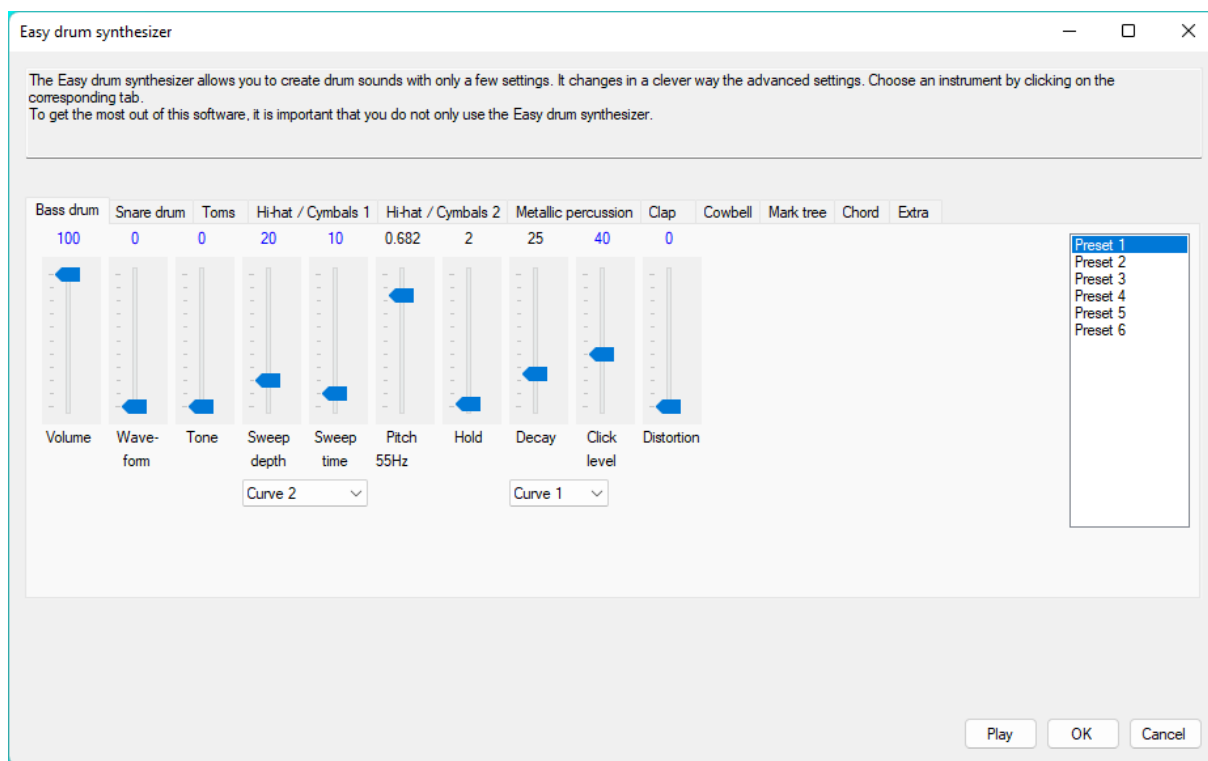 Easy drum synthesizer
The Easy drum synthesizer allows you to create drum sounds with only a few settings. It changes in a clever way the advanced settings. Choose an instrument by clicking on the
corresponding tab.
To get the most out of this software, it is important that you do not only use the Easy drum synthesizer.
Bass drum Snare drum Toms Hi-hat / Cymbals 1 Hi-hat / Cymbals 2 Metallic percussion Clap Cowbell Mark tree Chord Extra
100 0 0 20 10 0.682 2 25 40 0
Volume Wave- Tone Sweep Sweep Pitch Hold Decay Click Distortion
form depth time 55Hz level
Curve 2 Curve 1
Preset 1
Preset 2
Preset 3
Preset 4
Preset 5
Preset 6
Play OK Cancel